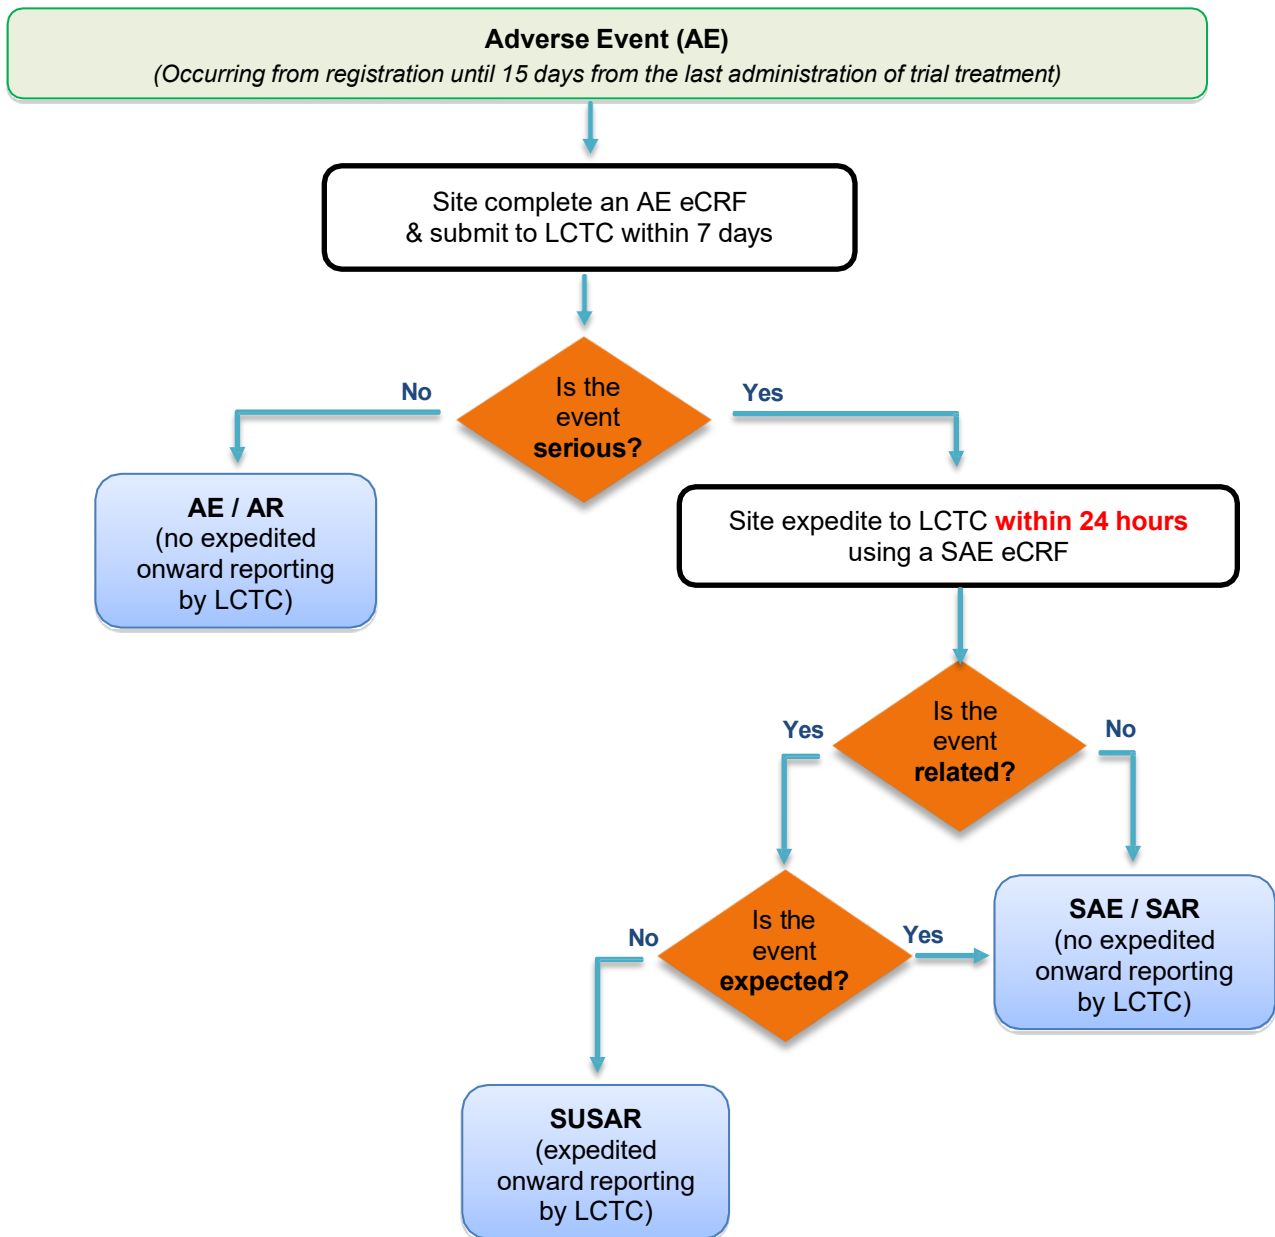 Adverse Event (AE)
(Occurring from registration until 15 days from the last administration of trial treatment)
Site complete an AE eCRF
& submit to LCTC within 7 days
Is the
event
serious?
No
Yes
AE / AR
(no expedited
onward reporting
by LCTC)
Site expedite to LCTC within 24 hours
using a SAE eCRF
Is the
event
related?
Yes
No
Is the
event
expected?
No
Yes
SAE / SAR
(no expedited
onward reporting
by LCTC)
SUSAR
(expedited
onward reporting
by LCTC)